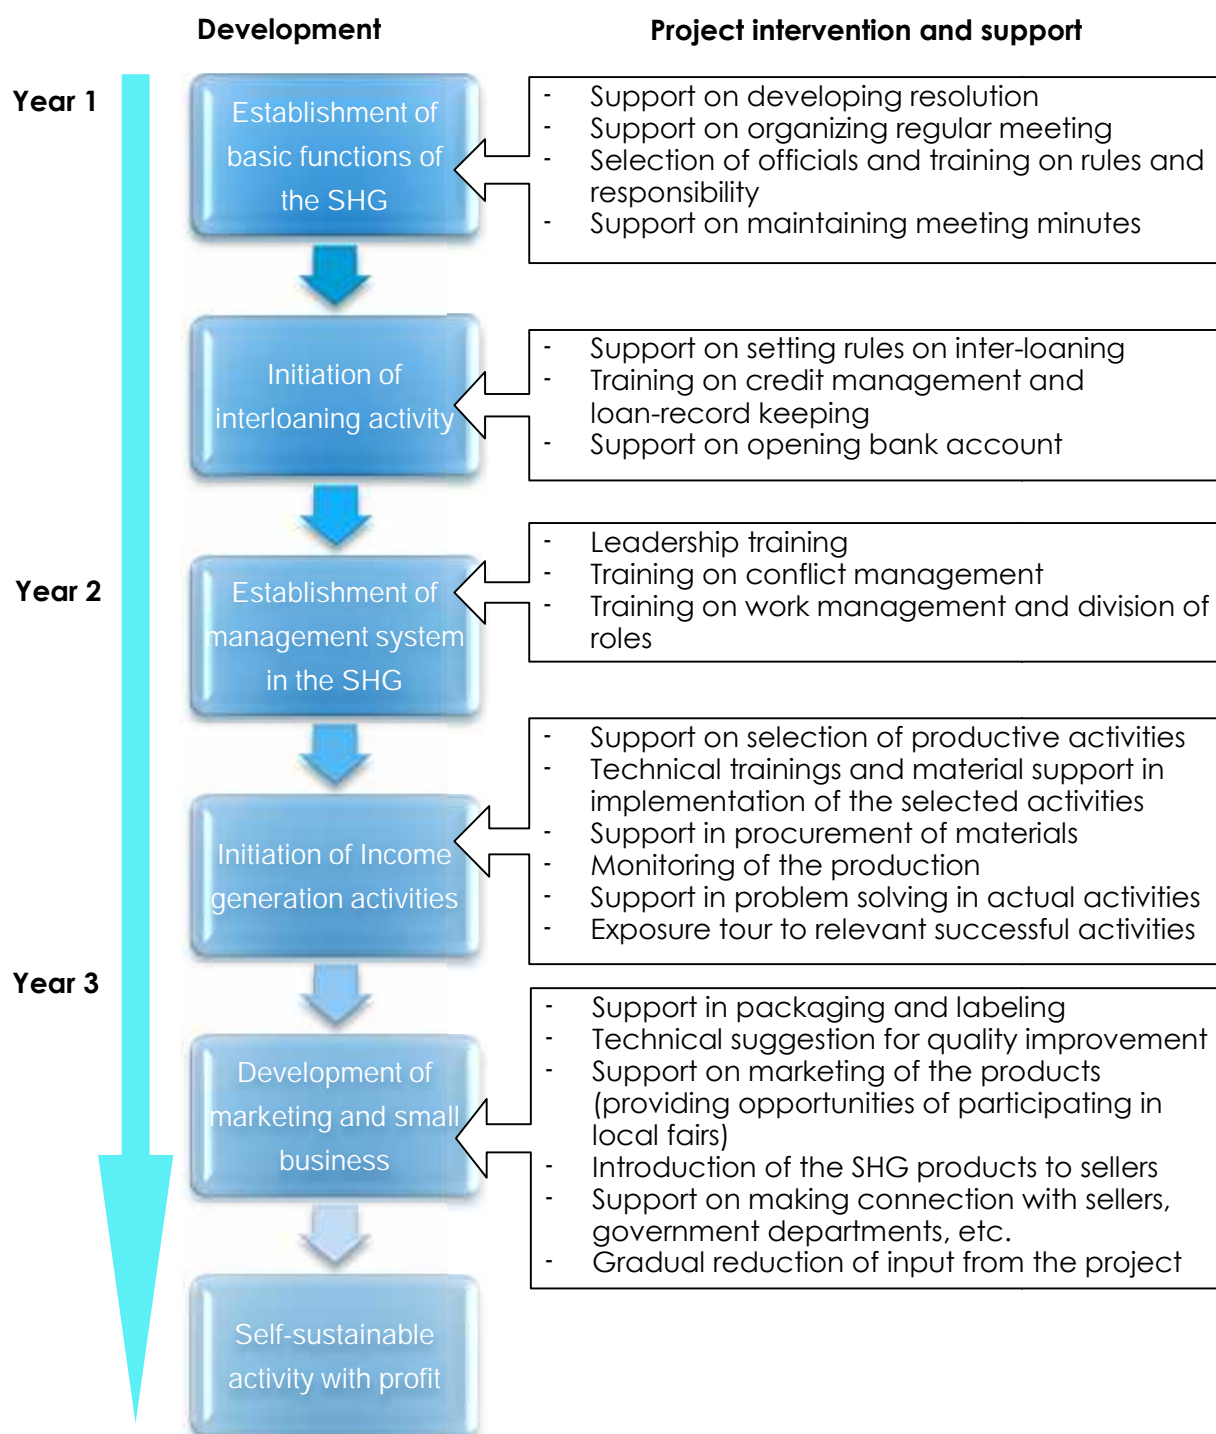 Development
Project intervention and support
Year 1
Establishment of
basic functions of
the SHG
- Support on developing resolution
- Support on organizing regular meeting
- Selection of officials and training on rules and
responsibility
- Support on maintaining meeting minutes
Initiation of
interloaning activity
- Support on setting rules on inter-loaning
- Training on credit management and
loan-record keeping
- Support on opening bank account
Year 2
Establishment of
management system
in the SHG
- Leadership training
- Training on conflict management
- Training on work management and division of
roles
Initiation of Income
generation activities
- Support on selection of productive activities
- Technical trainings and material support in
implementation of the selected activities
- Support in procurement of materials
- Monitoring of the production
- Support in problem solving in actual activities
- Exposure tour to relevant successful activities
Year 3
Development of
marketing and small
business
- Support in packaging and labeling
- Technical suggestion for quality improvement
- Support on marketing of the products
(providing opportunities of participating in
local fairs)
- Introduction of the SHG products to sellers
- Support on making connection with sellers,
government departments, etc.
- Gradual reduction of input from the project
Self-sustainable
activity with profit